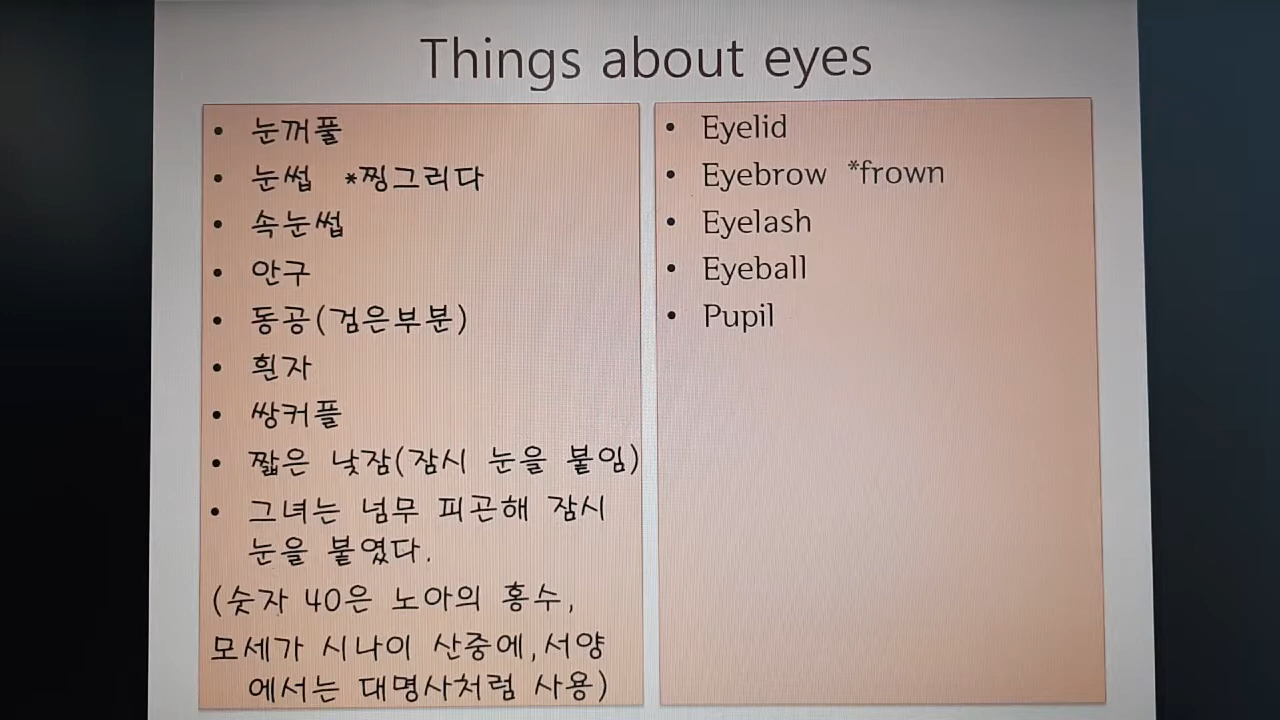 Things about eyes
• 눈꺼풀
• 눈썹 *찡그리다
• 속눈썹
• 안구
• 동공(검은부분)
• 흰자
• 쌍커플
• 짧은 낮잠(잠시 눈을 붙임)
• 그녀는 넘무 피곤해 잠시
눈을 붙였다.
(숫자 40은 노아의 홍수,
모세가 시나이 산중에,서양
에서는 대명사처럼 사용)
• Eyelid
• Eyebrow *frown
• Eyelash
• Eyeball
• Pupil